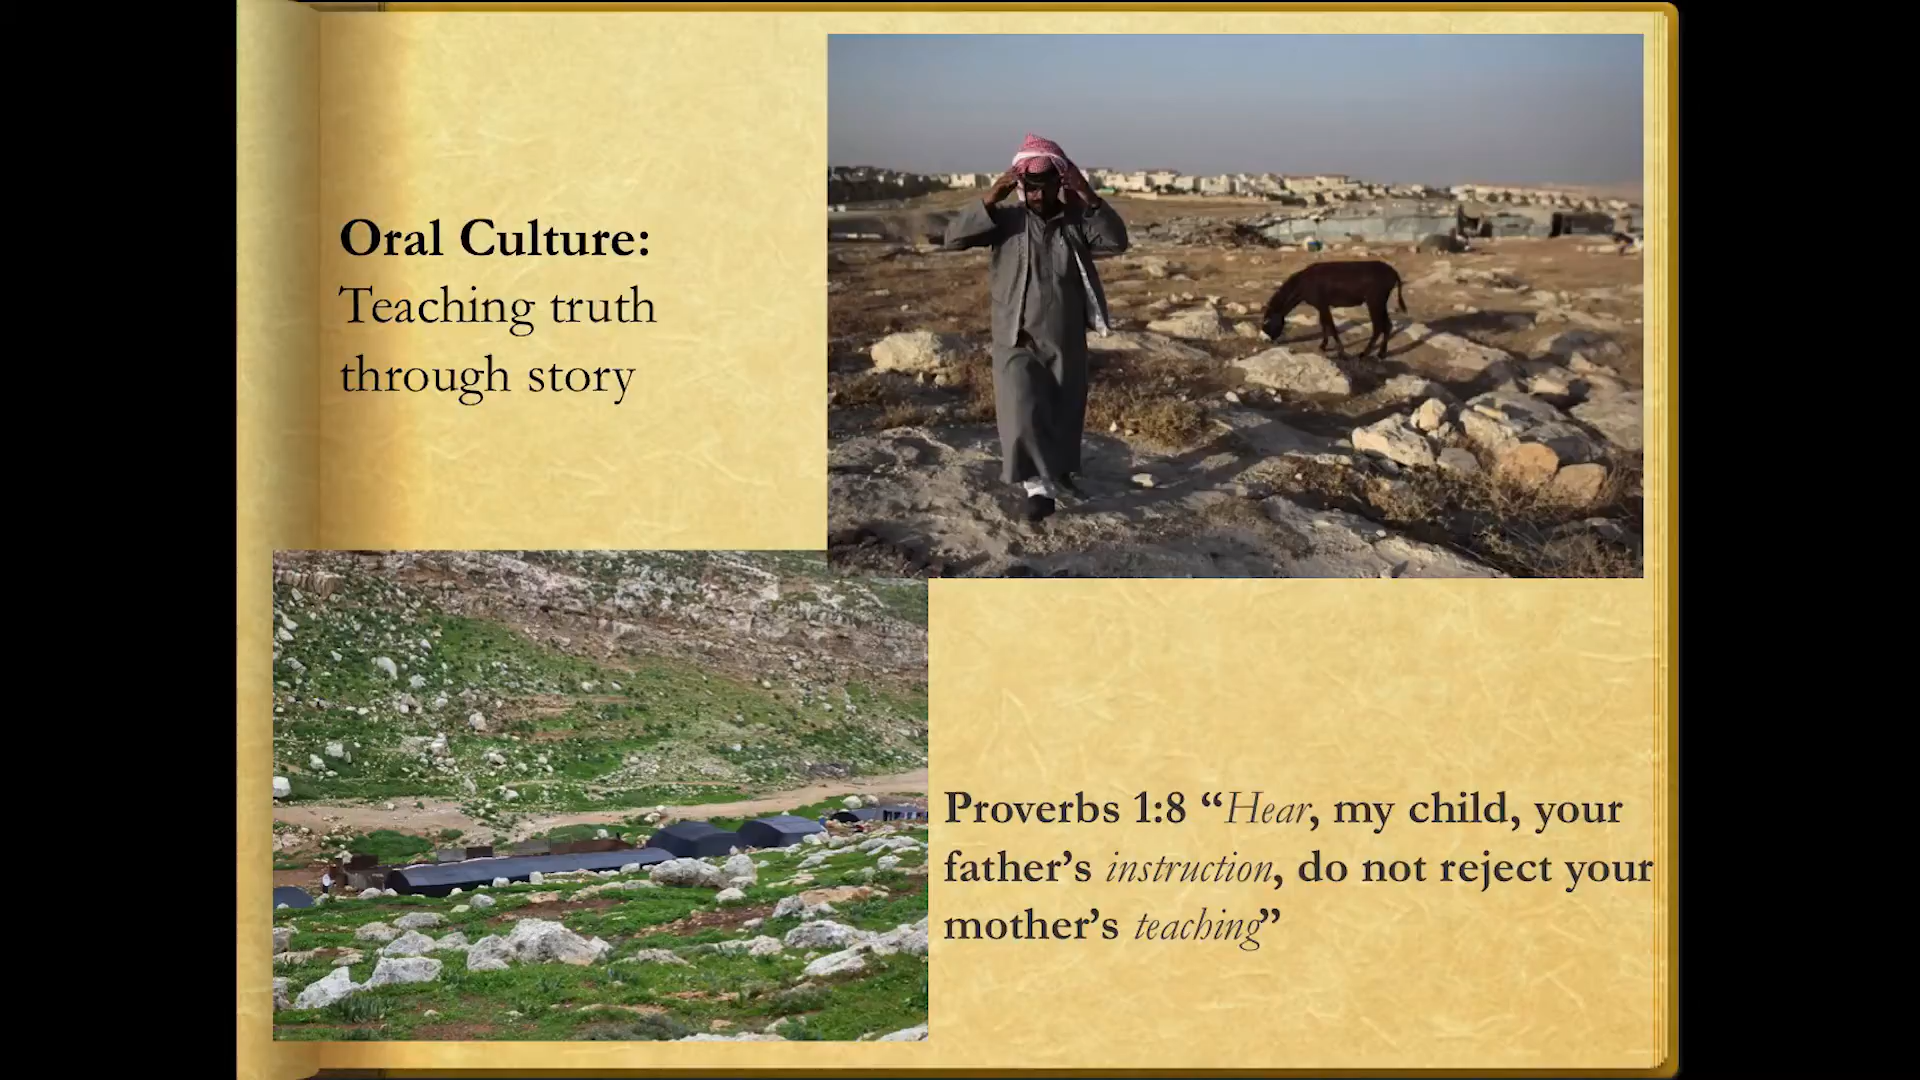 Oral Culture:
Teaching truth
through story
Proverbs 1:8 “Hear, my child, your
father’s instruction, do not reject your
mother’s teaching”